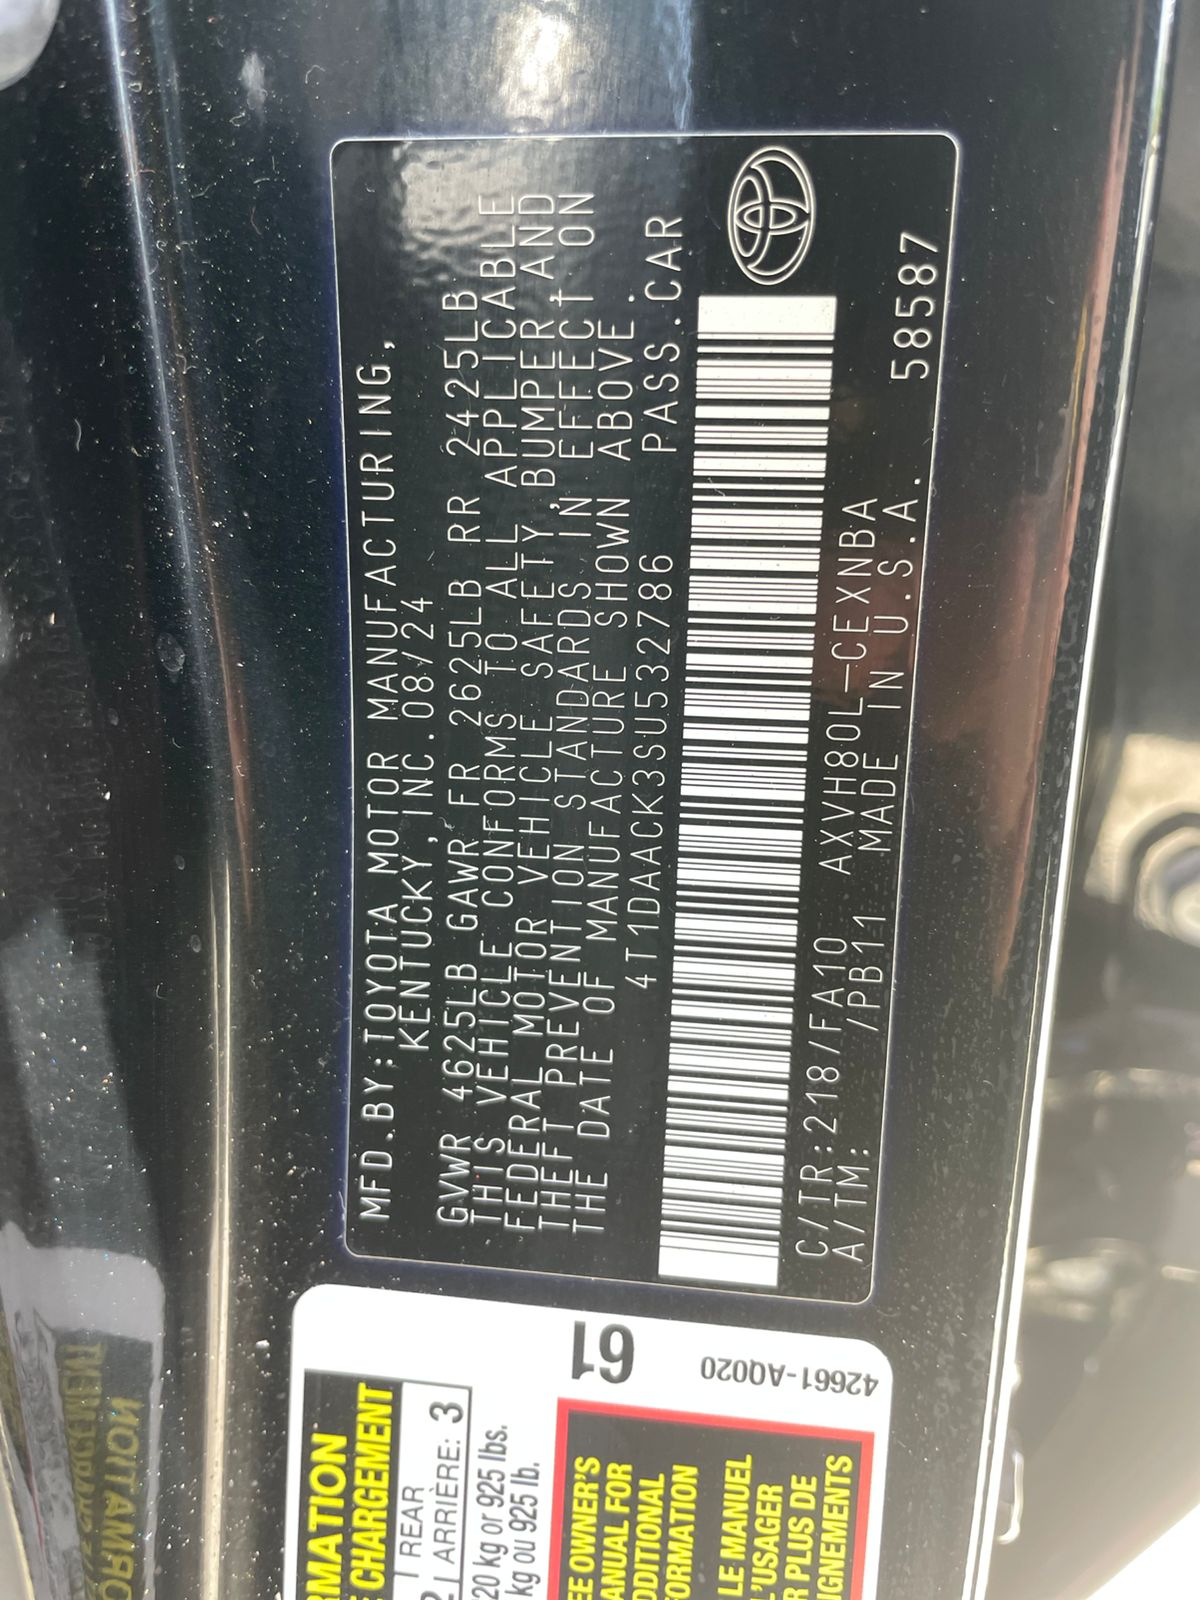 MFD.BY:TOYOTA MOTOR MANUFACTURING,
KENTUCKY,INC.08/24
GVWR 4625LB GAWR FR 2625LB RR 2425LB
THIS VEHICLE CONFORMS TO ALL APPLICABLE
FEDERAL MOTOR VEHICLE SAFETY,BUMPER,AND
THEFT PREVENTION STANDARDS IN EFFECT ON
THE DATE OF MANUFACTURE SHOWN ABOVE.
4T1DAACK3SU532786 PASS.CAR
C/TR:218/FA10 AXVH80L-CEXNBA
A/TM: /PB11 MADE IN U.S.A. 58587
61
42661-AQ020
RMATION
E CHARGEMENT
REAR
ARRIÈRE: 3
20 kg or 925 lbs.
kg ou 925 lb.
EE OWNER'S
ANUAL FOR
DDITIONAL
FORMATION
LE MANUEL
L'USAGER
R PLUS DE
IGNEMENTS